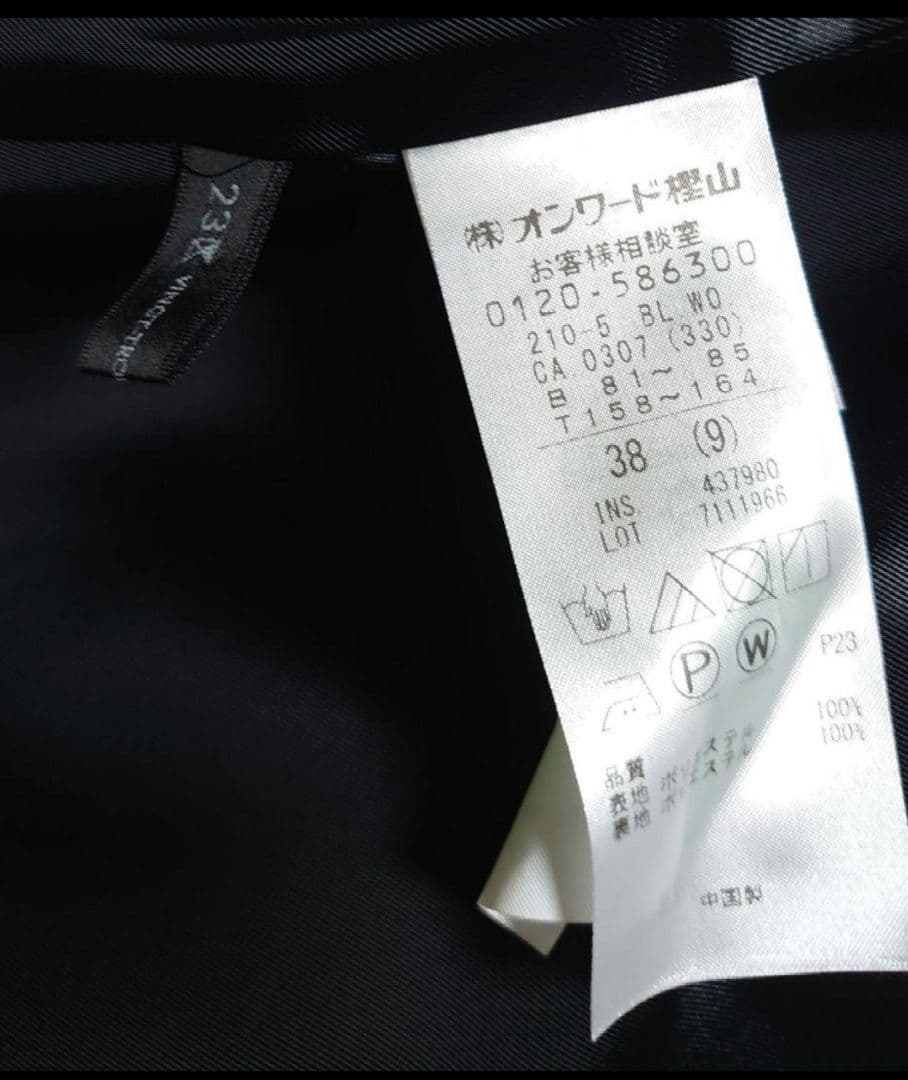 23区
VINGT-TROI
㈱オンワード樫山
お客様相談室
0120-586300
210-5 BL.WO.
CA 0307 (330)
B 81～ 85
T158～164
38 (9)
INS 437980
LOT 7111966
P W P23
品質
表地 ポリエステル 100%
裏地 ポリエステル 100%
中国製